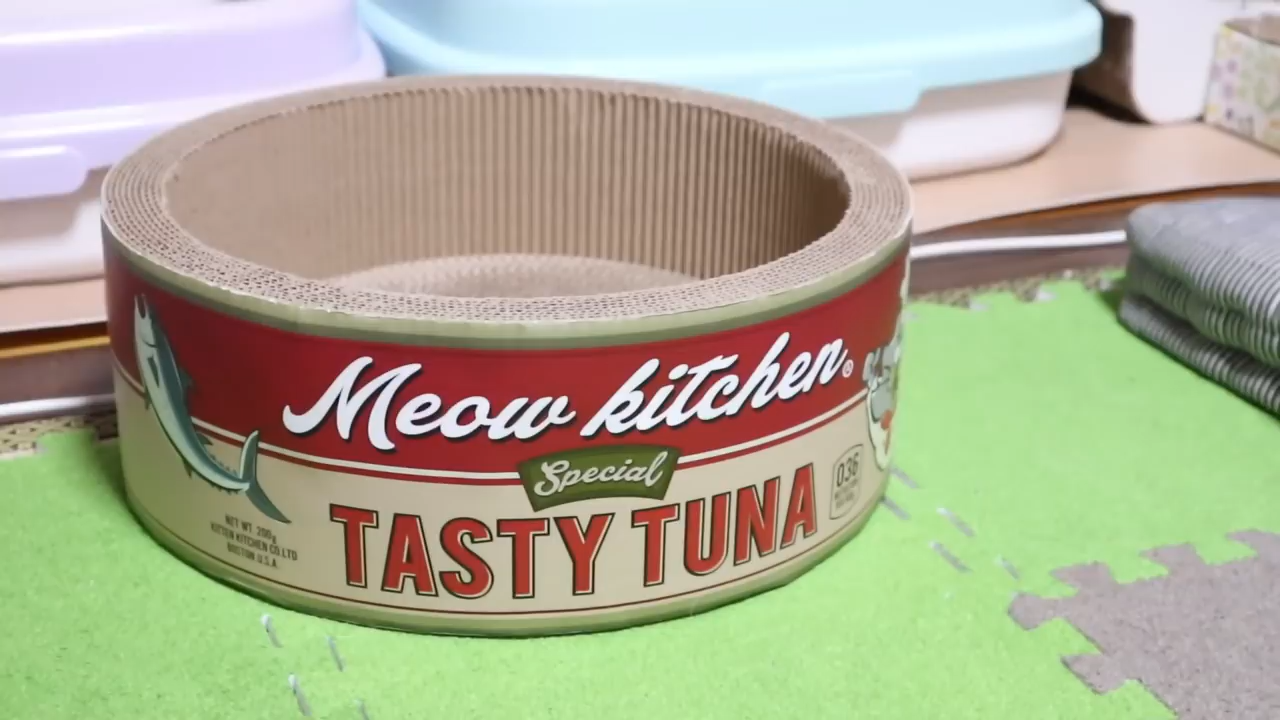 Meow kitchen®
Special
TASTY TUNA
036
NET WT. 200g
KITTEN KITCHEN CO.LTD
BOSTON U.S.A.